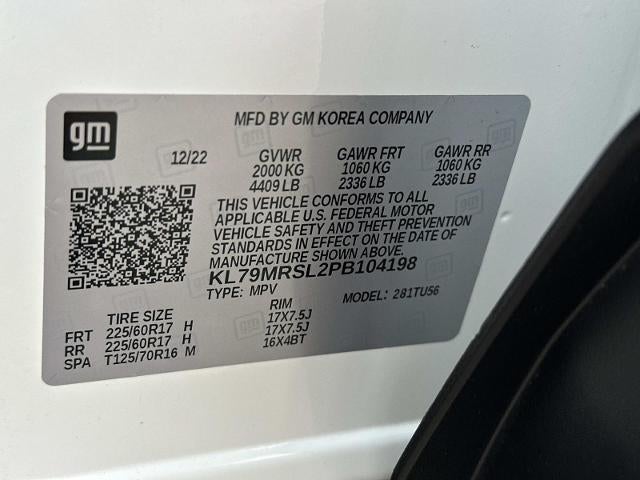 gm
MFD BY GM KOREA COMPANY
12/22 GVWR GAWR FRT GAWR RR
2000 KG 1060 KG 1060 KG
4409 LB 2336 LB 2336 LB
THIS VEHICLE CONFORMS TO ALL
APPLICABLE U.S. FEDERAL MOTOR
VEHICLE SAFETY AND THEFT PREVENTION
STANDARDS IN EFFECT ON THE DATE OF
MANUFACTURE SHOWN ABOVE.
KL79MRSL2PB104198
TYPE: MPV MODEL: 281TU56
TIRE SIZE RIM
FRT 225/60R17 H 17X7.5J
RR 225/60R17 H 17X7.5J
SPA T125/70R16 M 16X4BT